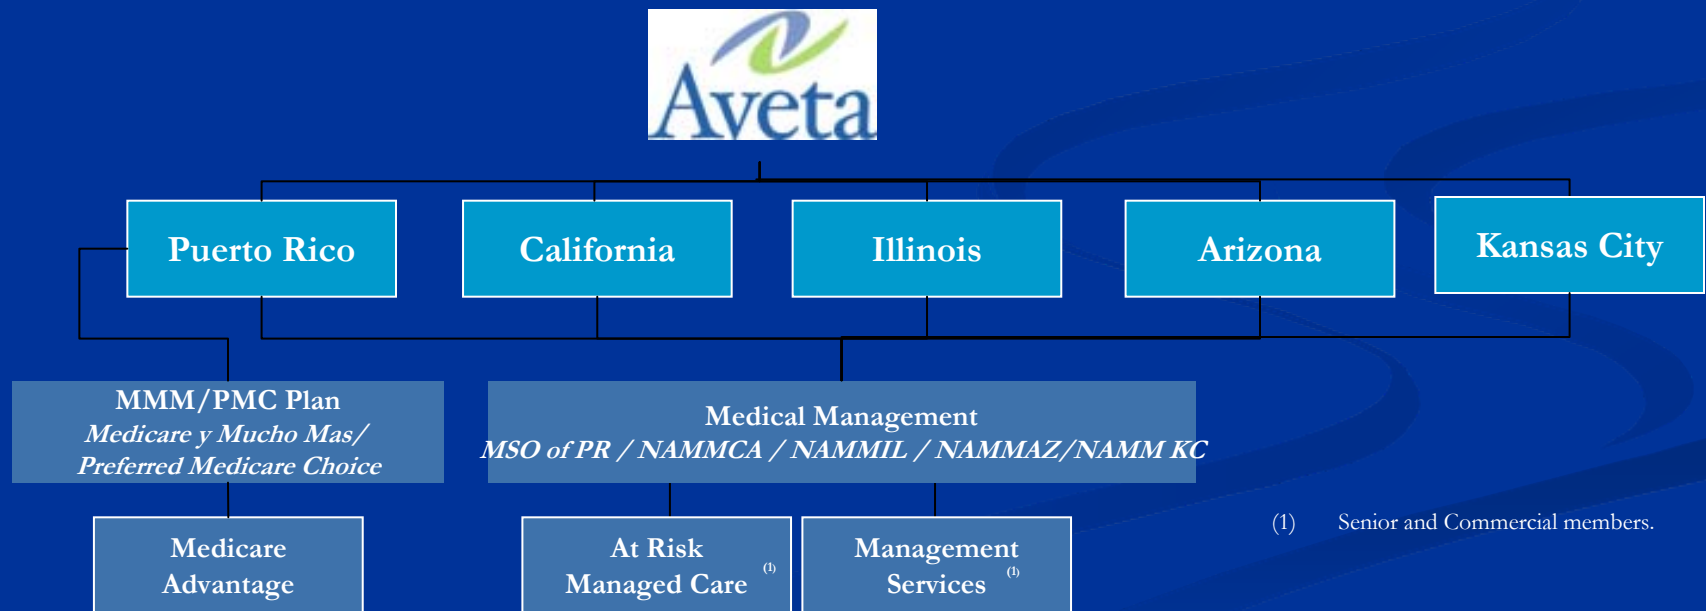 Aveta
Puerto Rico
California
Illinois
Arizona
Kansas City
MMM/PMC Plan
Medicare y Mucho Mas/
Preferred Medicare Choice
Medical Management
MSO of PR / NAMMCA / NAMMIL / NAMMAZ/NAMM KC
Medicare
Advantage
At Risk
Managed Care (1)
Management
Services (1)
(1) Senior and Commercial members.